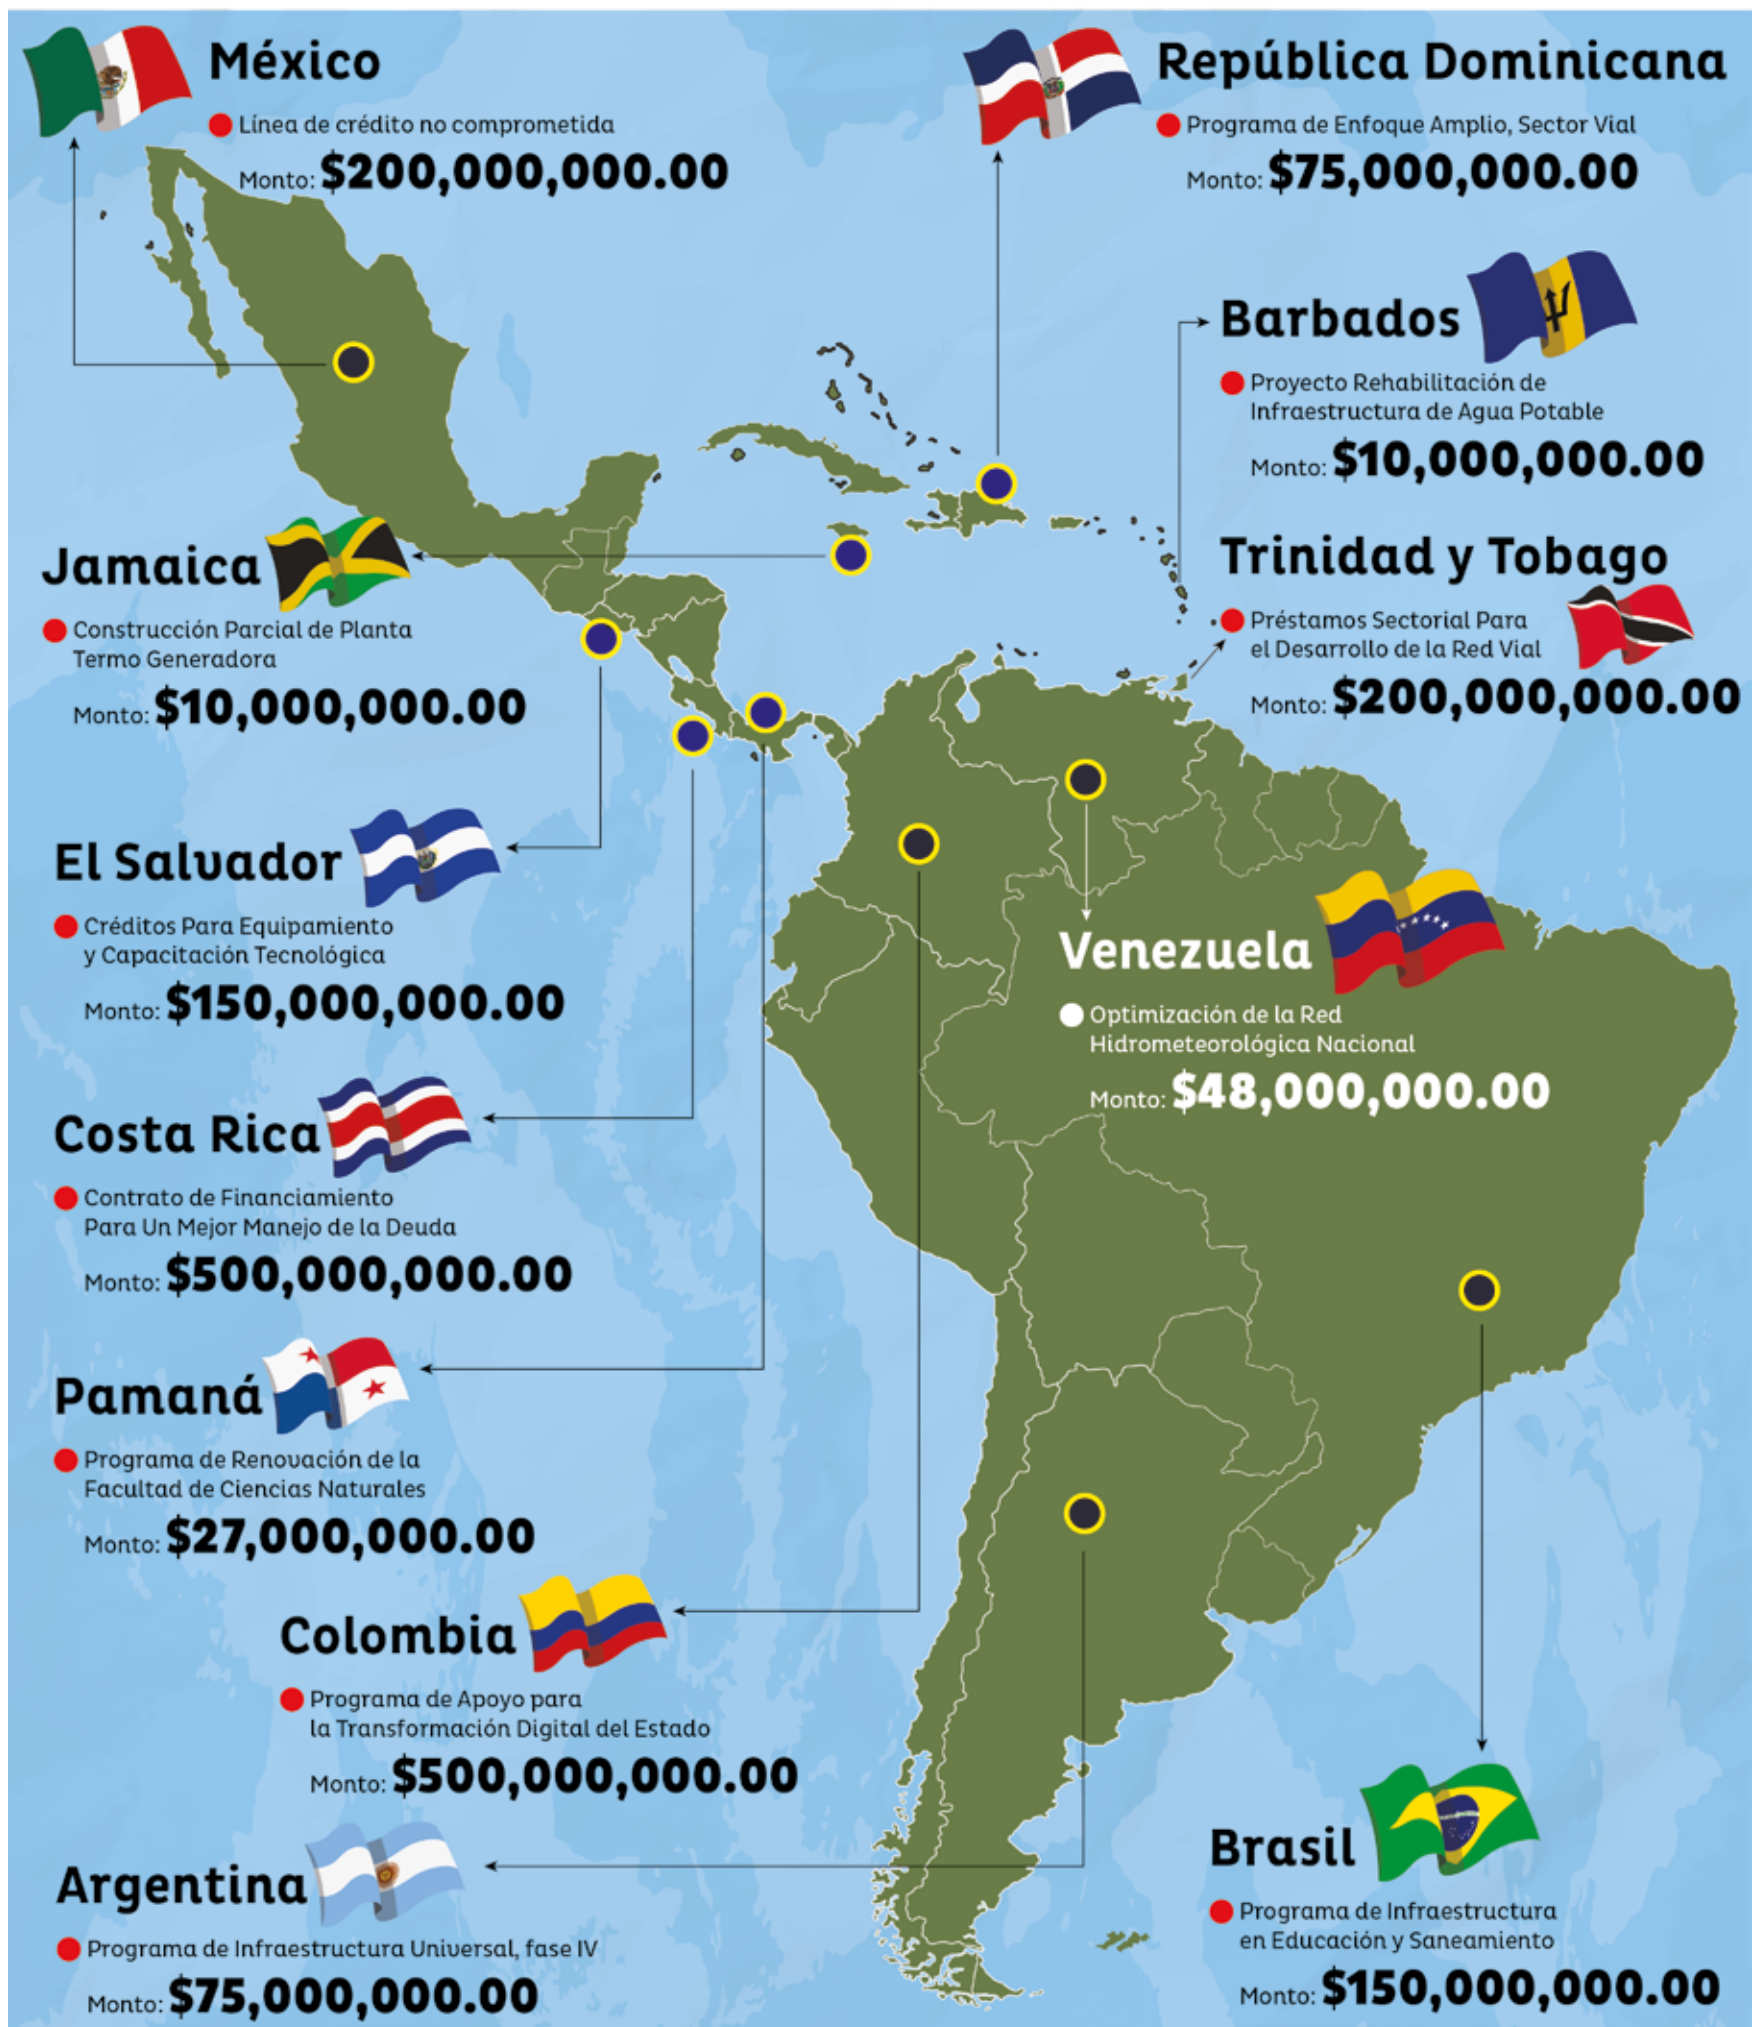 México
Línea de crédito no comprometida
Monto: $200,000,000.00
República Dominicana
Programa de Enfoque Amplio, Sector Vial
Monto: $75,000,000.00
Barbados
Proyecto Rehabilitación de
Infraestructura de Agua Potable
Monto: $10,000,000.00
Jamaica
Construcción Parcial de Planta
Termo Generadora
Monto: $10,000,000.00
Trinidad y Tobago
Préstamos Sectorial Para
el Desarrollo de la Red Vial
Monto: $200,000,000.00
El Salvador
Créditos Para Equipamiento
y Capacitación Tecnológica
Monto: $150,000,000.00
Venezuela
Optimización de la Red
Hidrometeorológica Nacional
Monto: $48,000,000.00
Costa Rica
Contrato de Financiamiento
Para Un Mejor Manejo de la Deuda
Monto: $500,000,000.00
Pamaná
Programa de Renovación de la
Facultad de Ciencias Naturales
Monto: $27,000,000.00
Colombia
Programa de Apoyo para
la Transformación Digital del Estado
Monto: $500,000,000.00
Argentina
Programa de Infraestructura Universal, fase IV
Monto: $75,000,000.00
Brasil
Programa de Infraestructura
en Educación y Saneamiento
Monto: $150,000,000.00